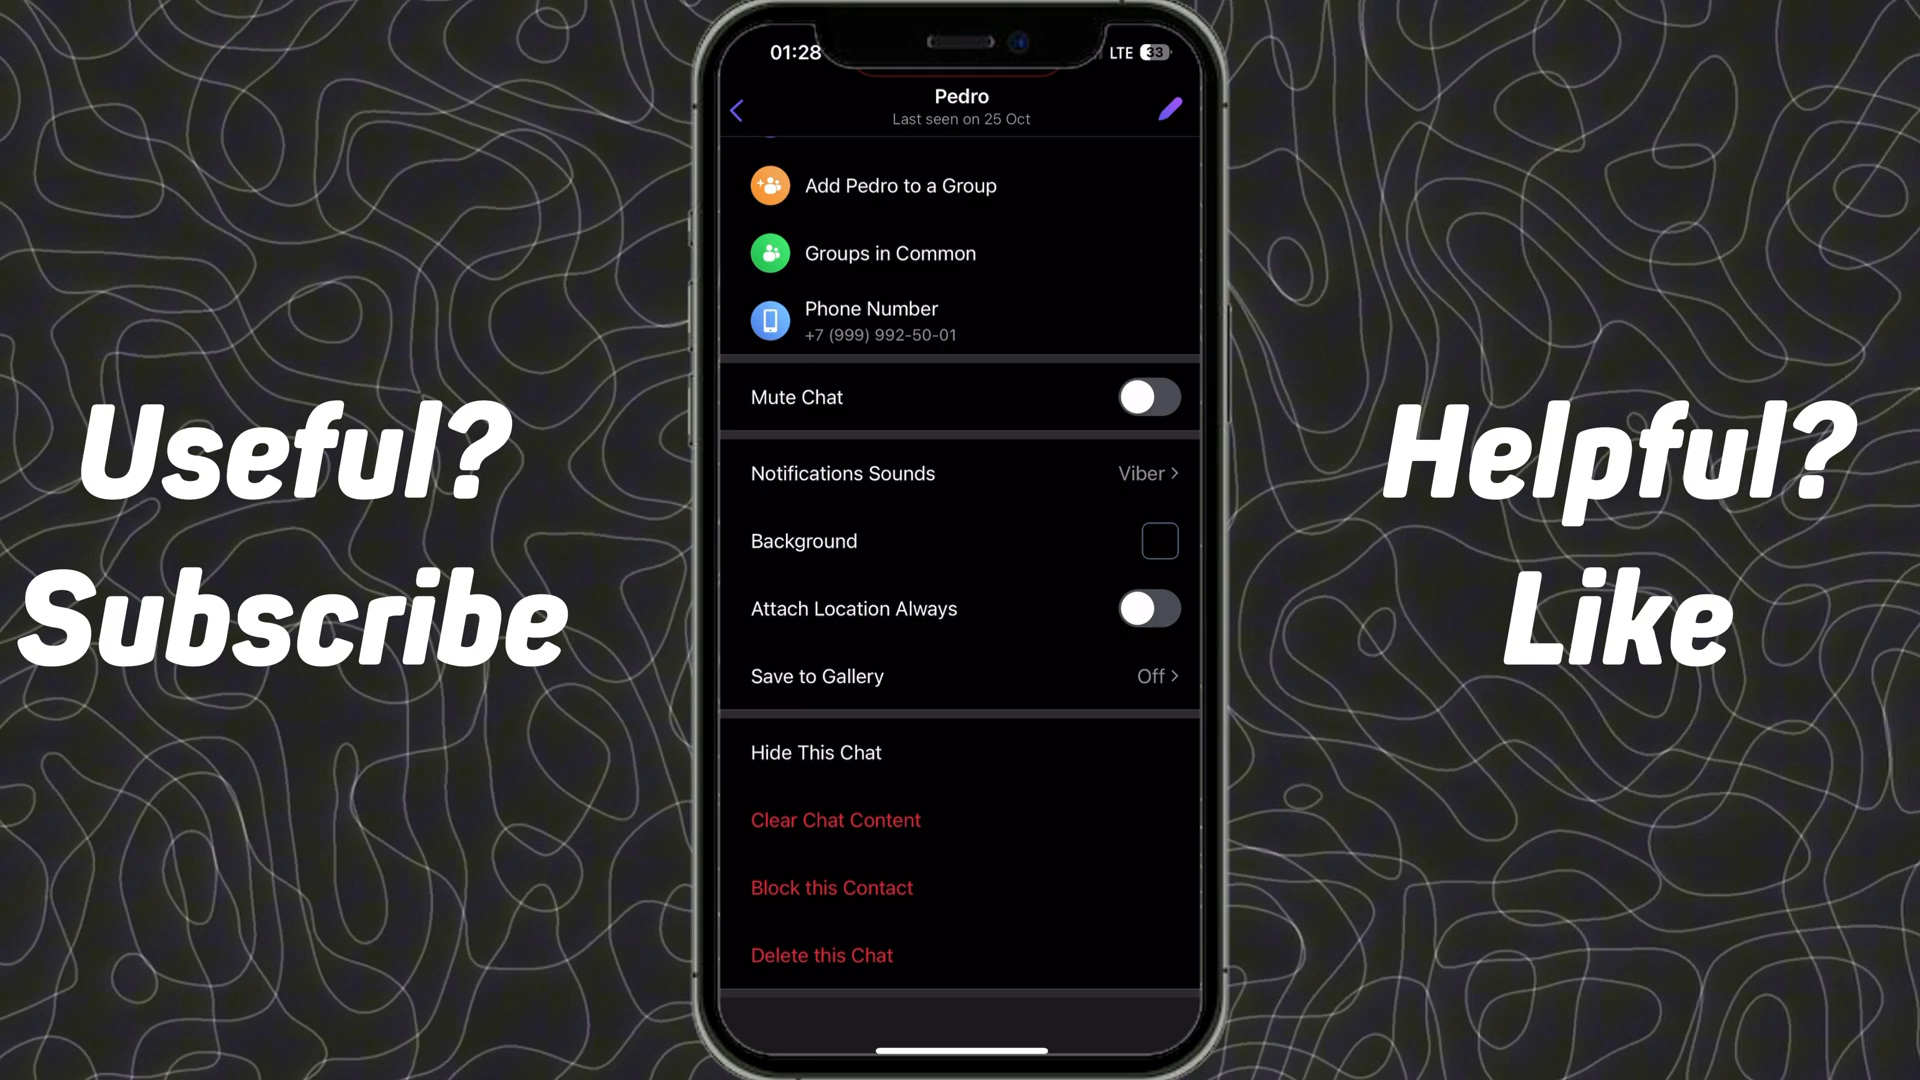 01:28
LTE 33
Pedro
Last seen on 25 Oct
Add Pedro to a Group
Groups in Common
Phone Number
+7 (999) 992-50-01
Mute Chat
Notifications Sounds Viber
Background
Attach Location Always
Save to Gallery Off
Hide This Chat
Clear Chat Content
Block this Contact
Delete this Chat
Useful?
Subscribe
Helpful?
Like